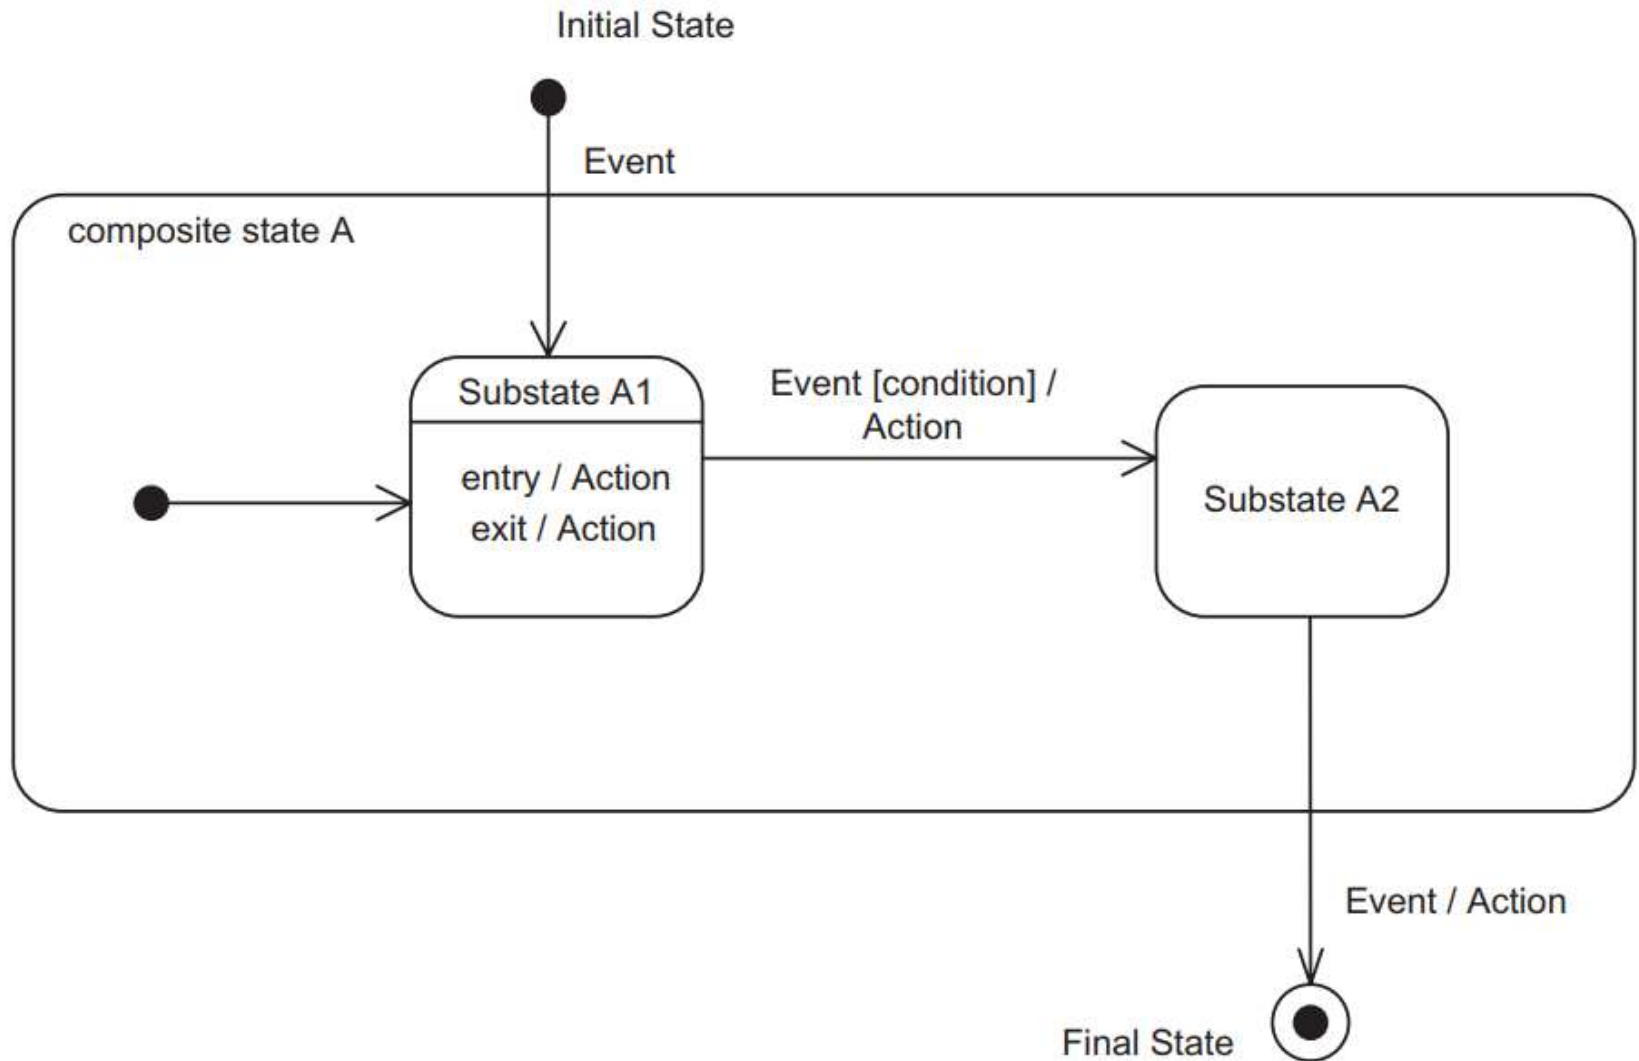 Initial State
Event
composite state A
Substate A1
entry / Action
exit / Action
Event [condition] /
Action
Substate A2
Event / Action
Final State